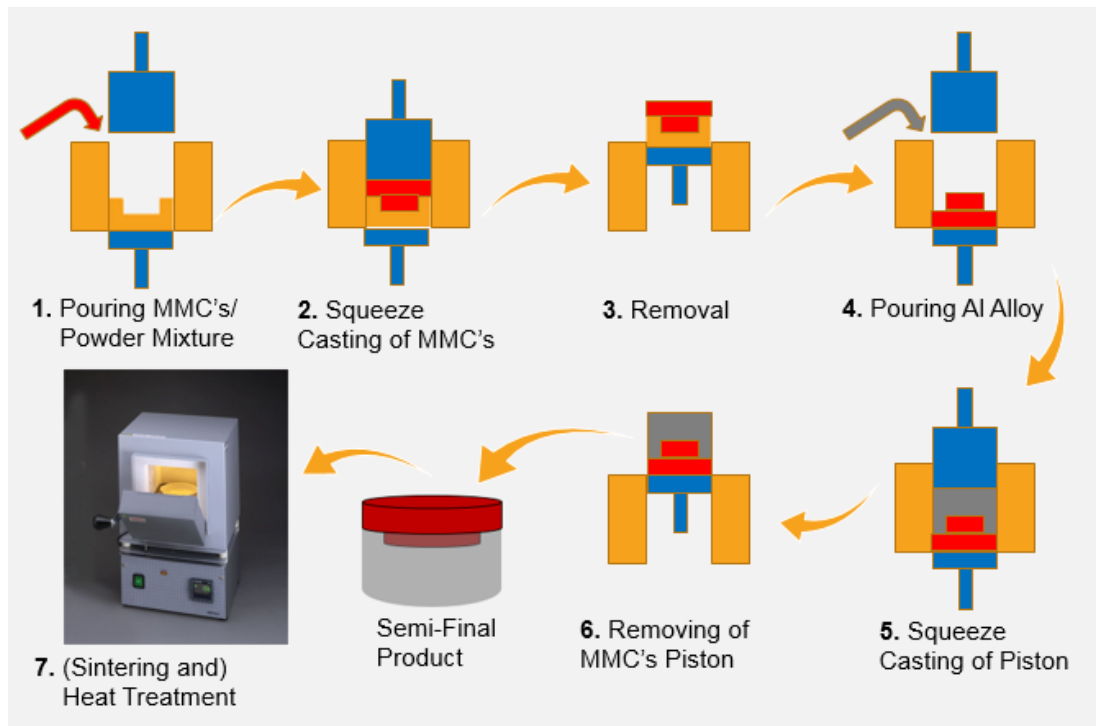 1. Pouring MMC's/
Powder Mixture
2. Squeeze
Casting of MMC's
3. Removal
4. Pouring Al Alloy
5. Squeeze
Casting of Piston
6. Removing of
MMC's Piston
Semi-Final
Product
7. (Sintering and)
Heat Treatment